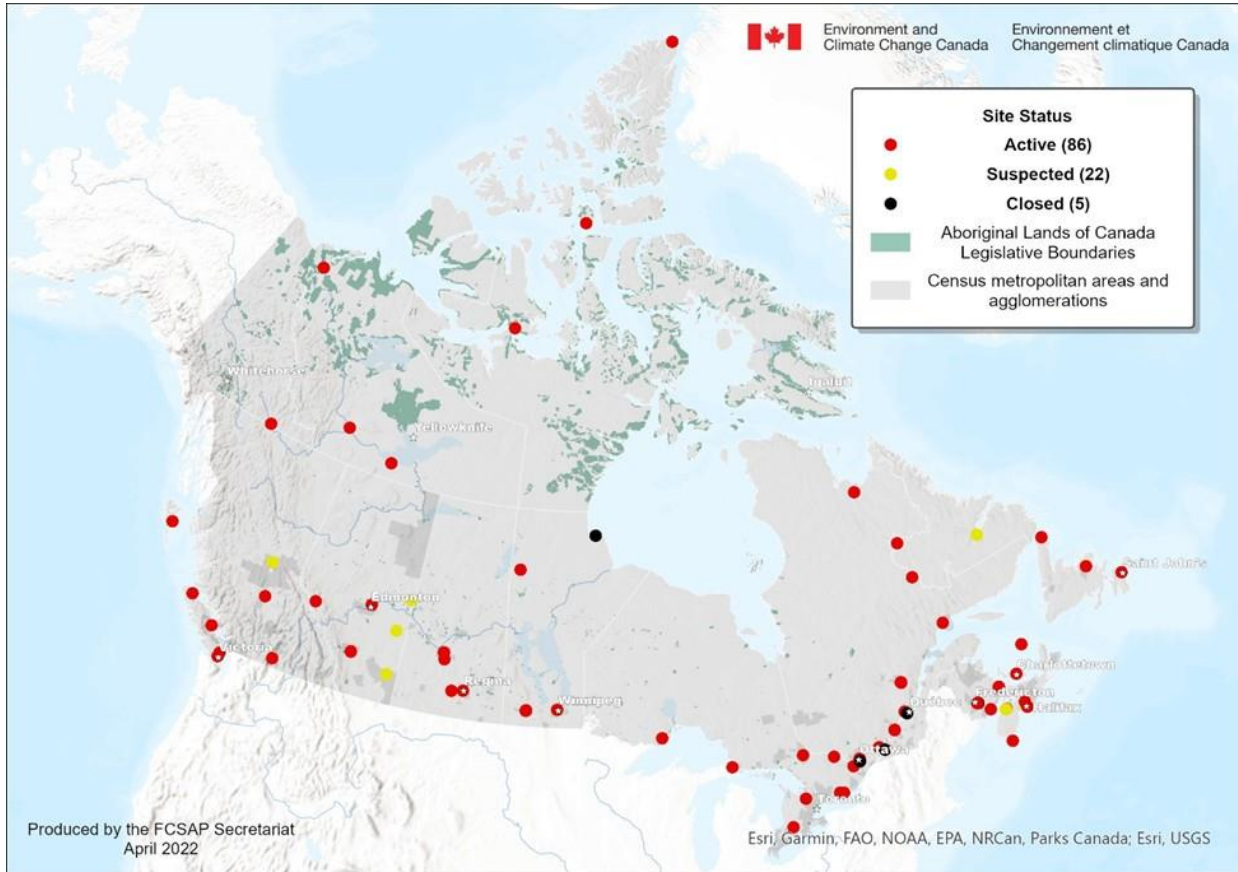 Environment and
Climate Change Canada
Environnement et
Changement climatique Canada
Site Status
Active (86)
Suspected (22)
Closed (5)
Aboriginal Lands of Canada
Legislative Boundaries
Census metropolitan areas and
agglomerations
Whitehorse
Iqaluit
Yellowknife
Saint John's
Edmonton
Victoria
Charlottetown
Regina
Winnipeg
Fredericton
Québec
Halifax
Ottawa
Toronto
Produced by the FCSAP Secretariat
April 2022
Esri, Garmin, FAO, NOAA, EPA, NRCan, Parks Canada; Esri, USGS